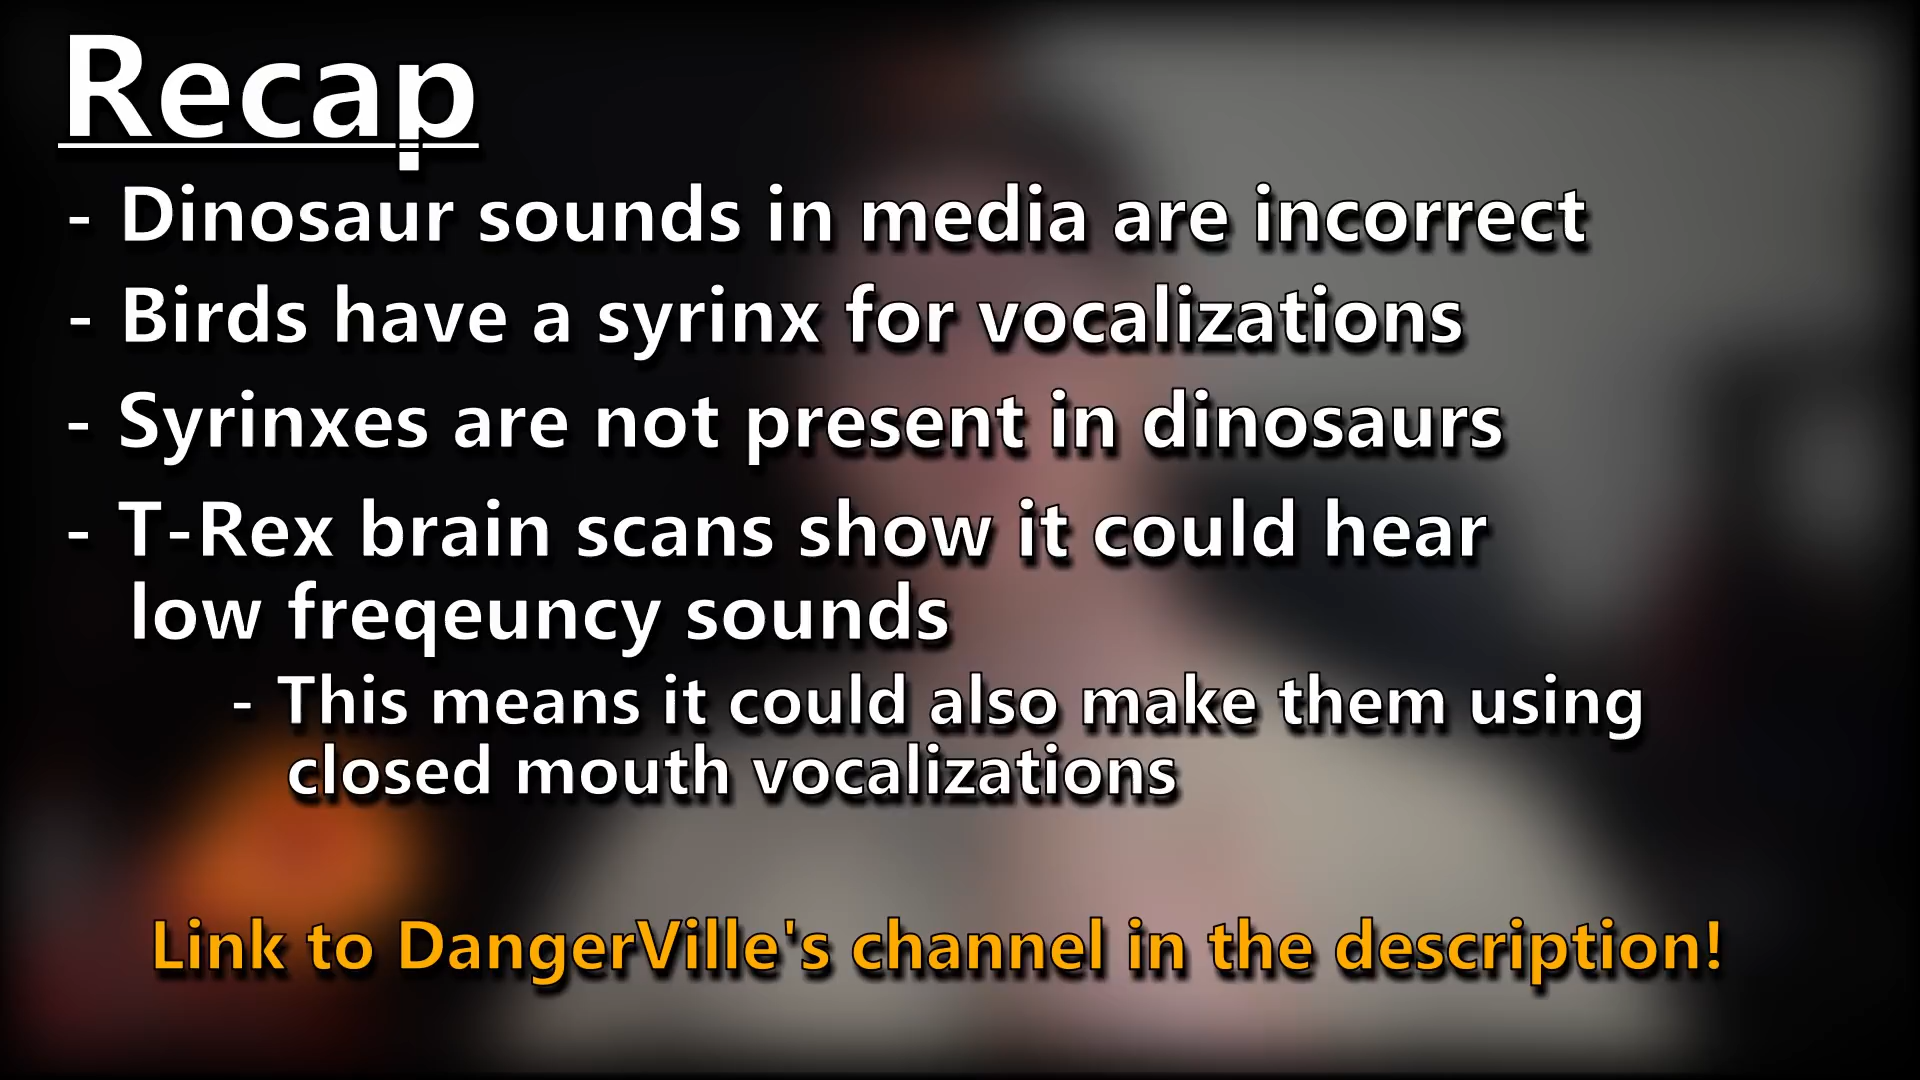 Recap
- Dinosaur sounds in media are incorrect
- Birds have a syrinx for vocalizations
- Syrinxes are not present in dinosaurs
- T-Rex brain scans show it could hear
low freqeuncy sounds
- This means it could also make them using
closed mouth vocalizations
Link to DangerVille's channel in the description!